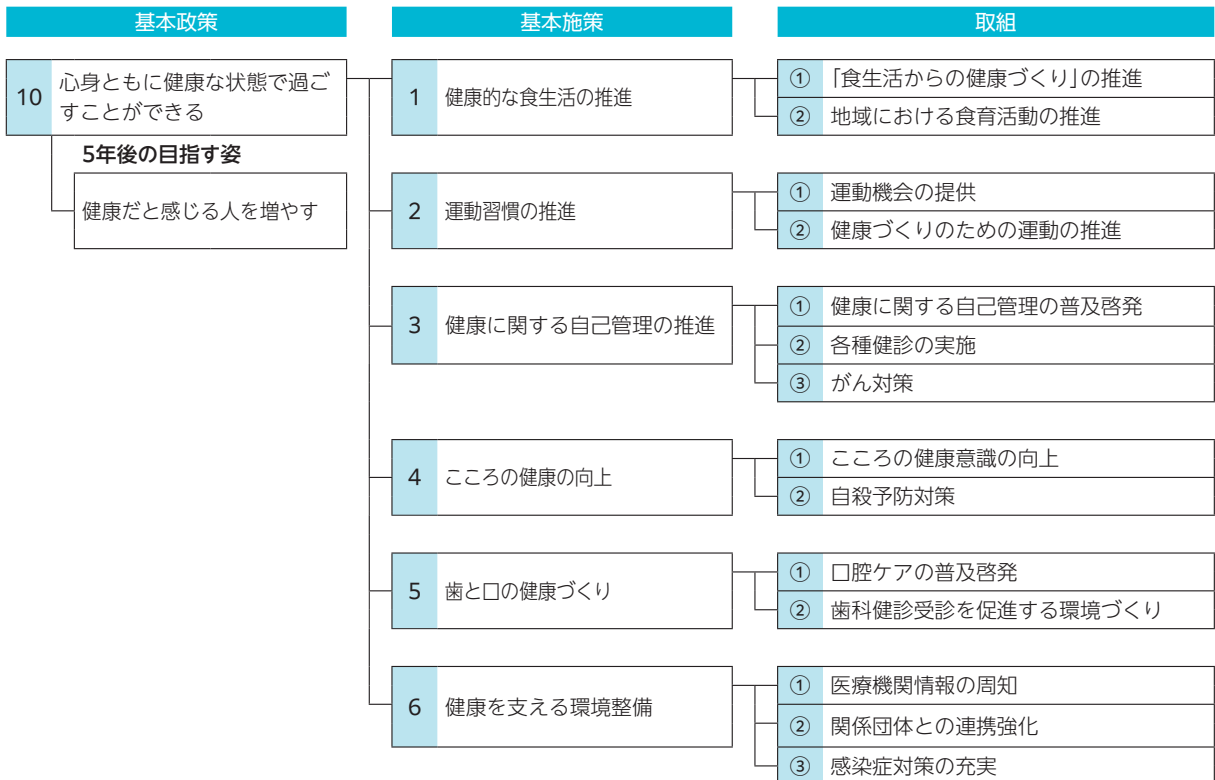 基本政策
基本施策
取組
10 心身ともに健康な状態で過ご
すことができる
5年後の目指す姿
健康だと感じる人を増やす
1 健康的な食生活の推進
① 「食生活からの健康づくり」の推進
② 地域における食育活動の推進
2 運動習慣の推進
① 運動機会の提供
② 健康づくりのための運動の推進
3 健康に関する自己管理の推進
① 健康に関する自己管理の普及啓発
② 各種健診の実施
③ がん対策
4 こころの健康の向上
① こころの健康意識の向上
② 自殺予防対策
5 歯と口の健康づくり
① 口腔ケアの普及啓発
② 歯科健診受診を促進する環境づくり
6 健康を支える環境整備
① 医療機関情報の周知
② 関係団体との連携強化
③ 感染症対策の充実